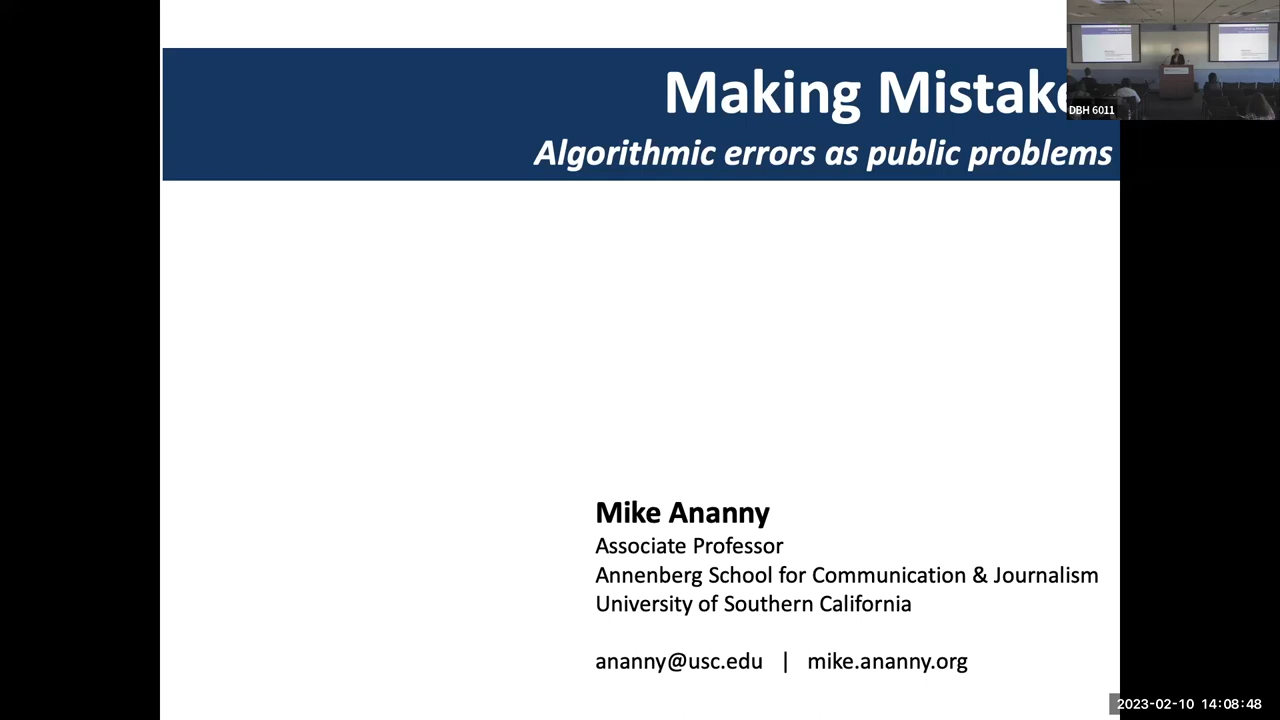 Making Mistake
Algorithmic errors as public problems
DBH 6011
Mike Ananny
Associate Professor
Annenberg School for Communication & Journalism
University of Southern California
ananny@usc.edu | mike.ananny.org
2023-02-10 14:08:48